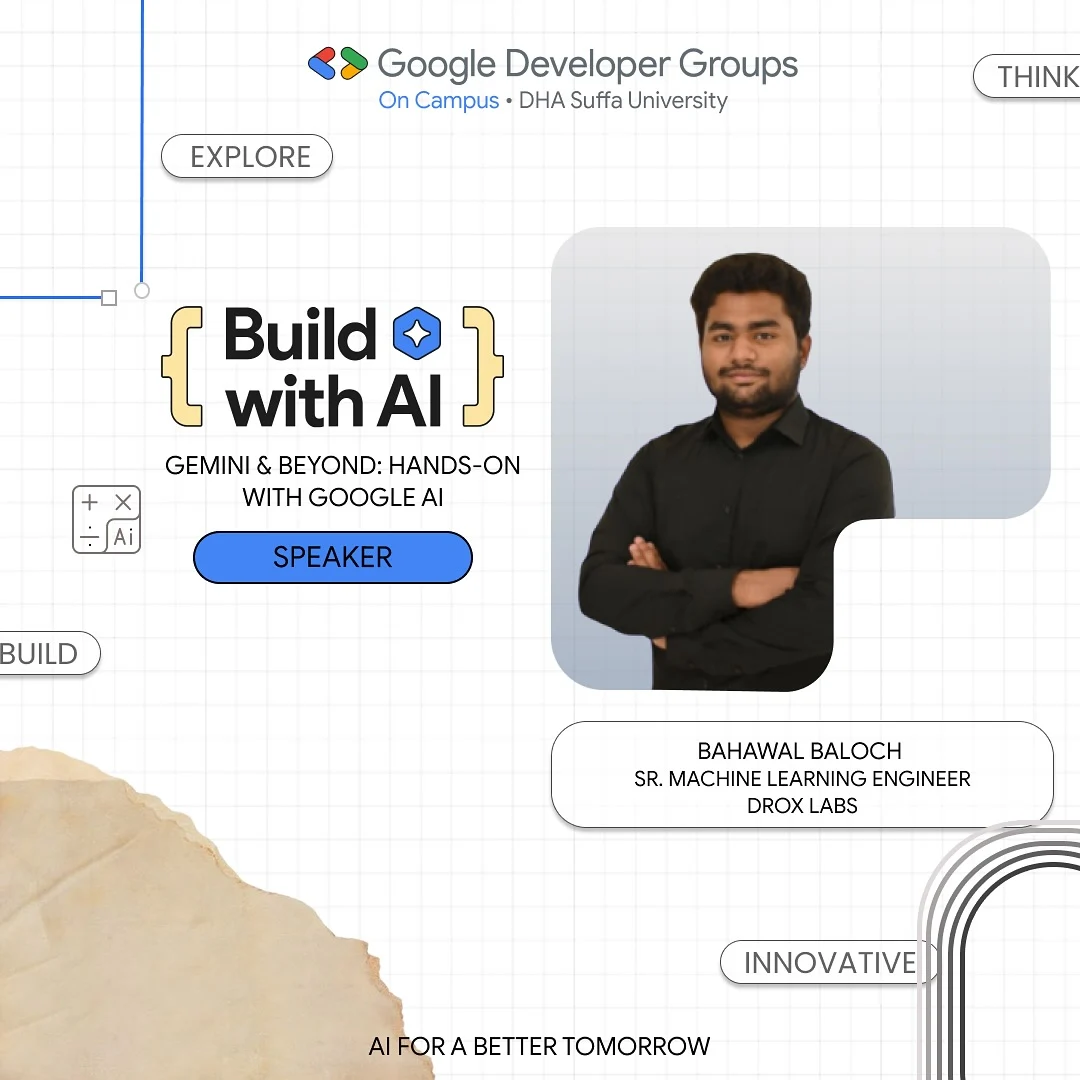 Google Developer Groups
On Campus • DHA Suffa University
THINK
EXPLORE
Build
with AI
GEMINI & BEYOND: HANDS-ON
WITH GOOGLE AI
+ ×
÷ Ai
SPEAKER
BUILD
BAHAWAL BALOCH
SR. MACHINE LEARNING ENGINEER
DROX LABS
INNOVATIVE
AI FOR A BETTER TOMORROW